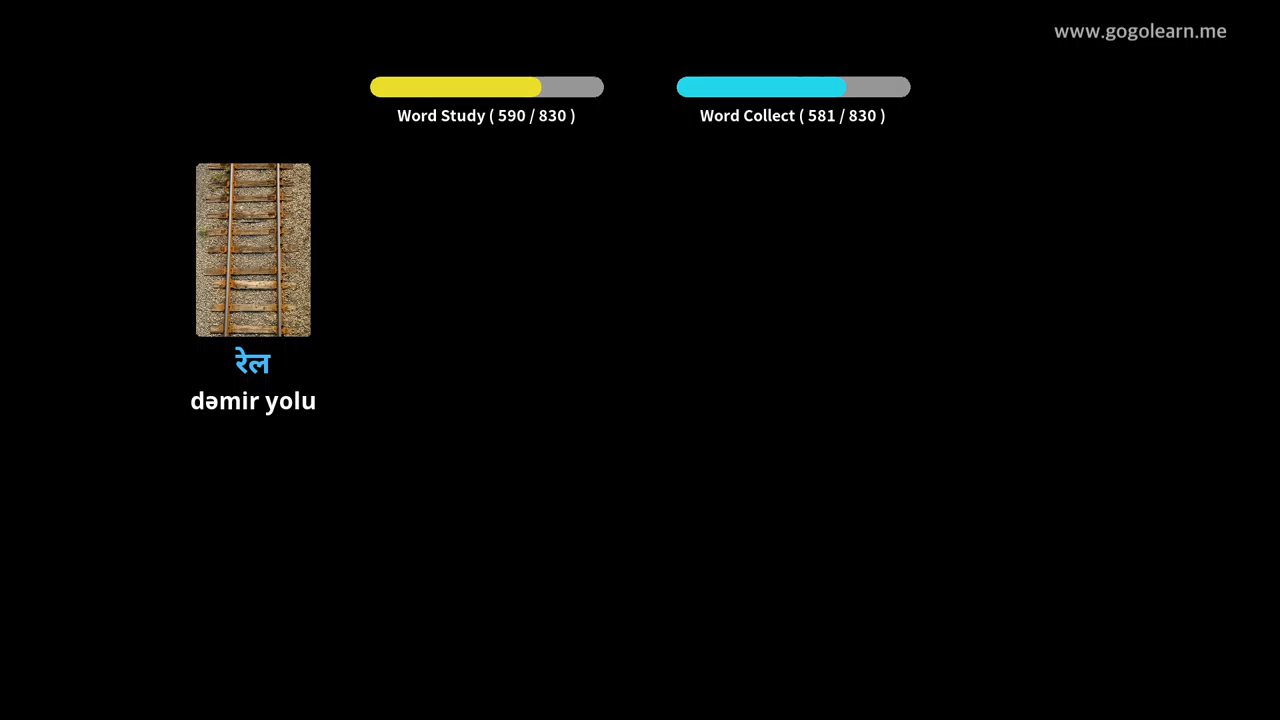 www.gogolearn.me
Word Study ( 590 / 830 )
Word Collect ( 581 / 830 )
रेल
dəmir yolu